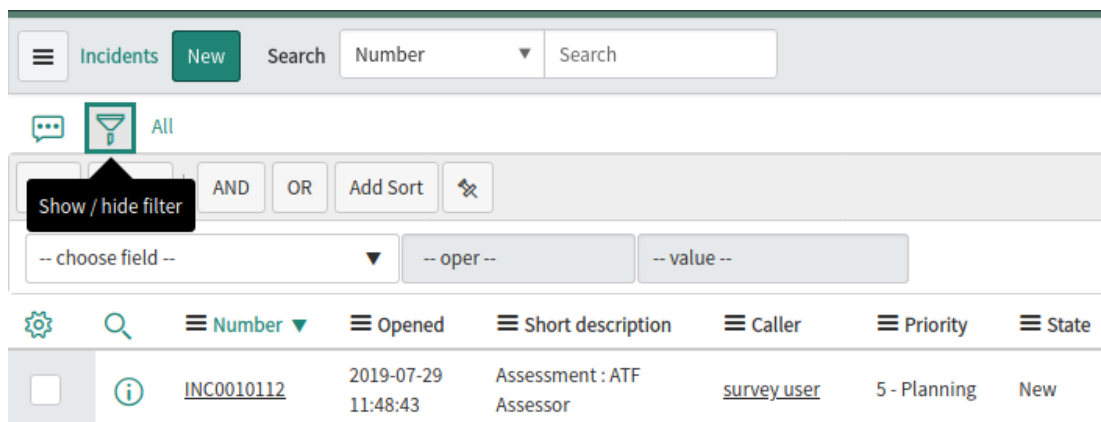 Incidents New Search Number Search
All
AND OR Add Sort
Show / hide filter
-- choose field -- -- oper -- -- value --
Number Opened Short description Caller Priority State
INC0010112 2019-07-29 11:48:43 Assessment : ATF Assessor survey user 5 - Planning New